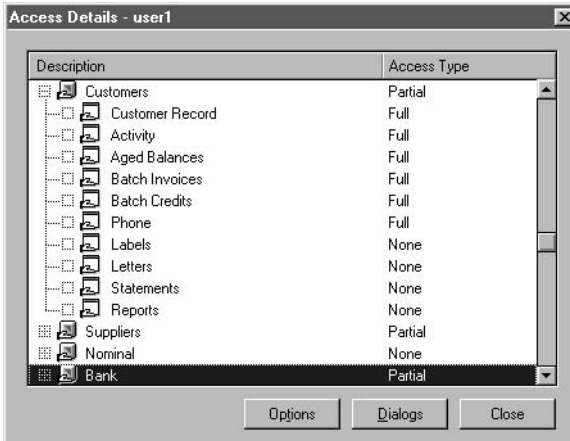 Access Details - user1
Description Access Type
Customers Partial
Customer Record Full
Activity Full
Aged Balances Full
Batch Invoices Full
Batch Credits Full
Phone Full
Labels None
Letters None
Statements None
Reports None
Suppliers Partial
Nominal None
Bank Partial
Options Dialogs Close